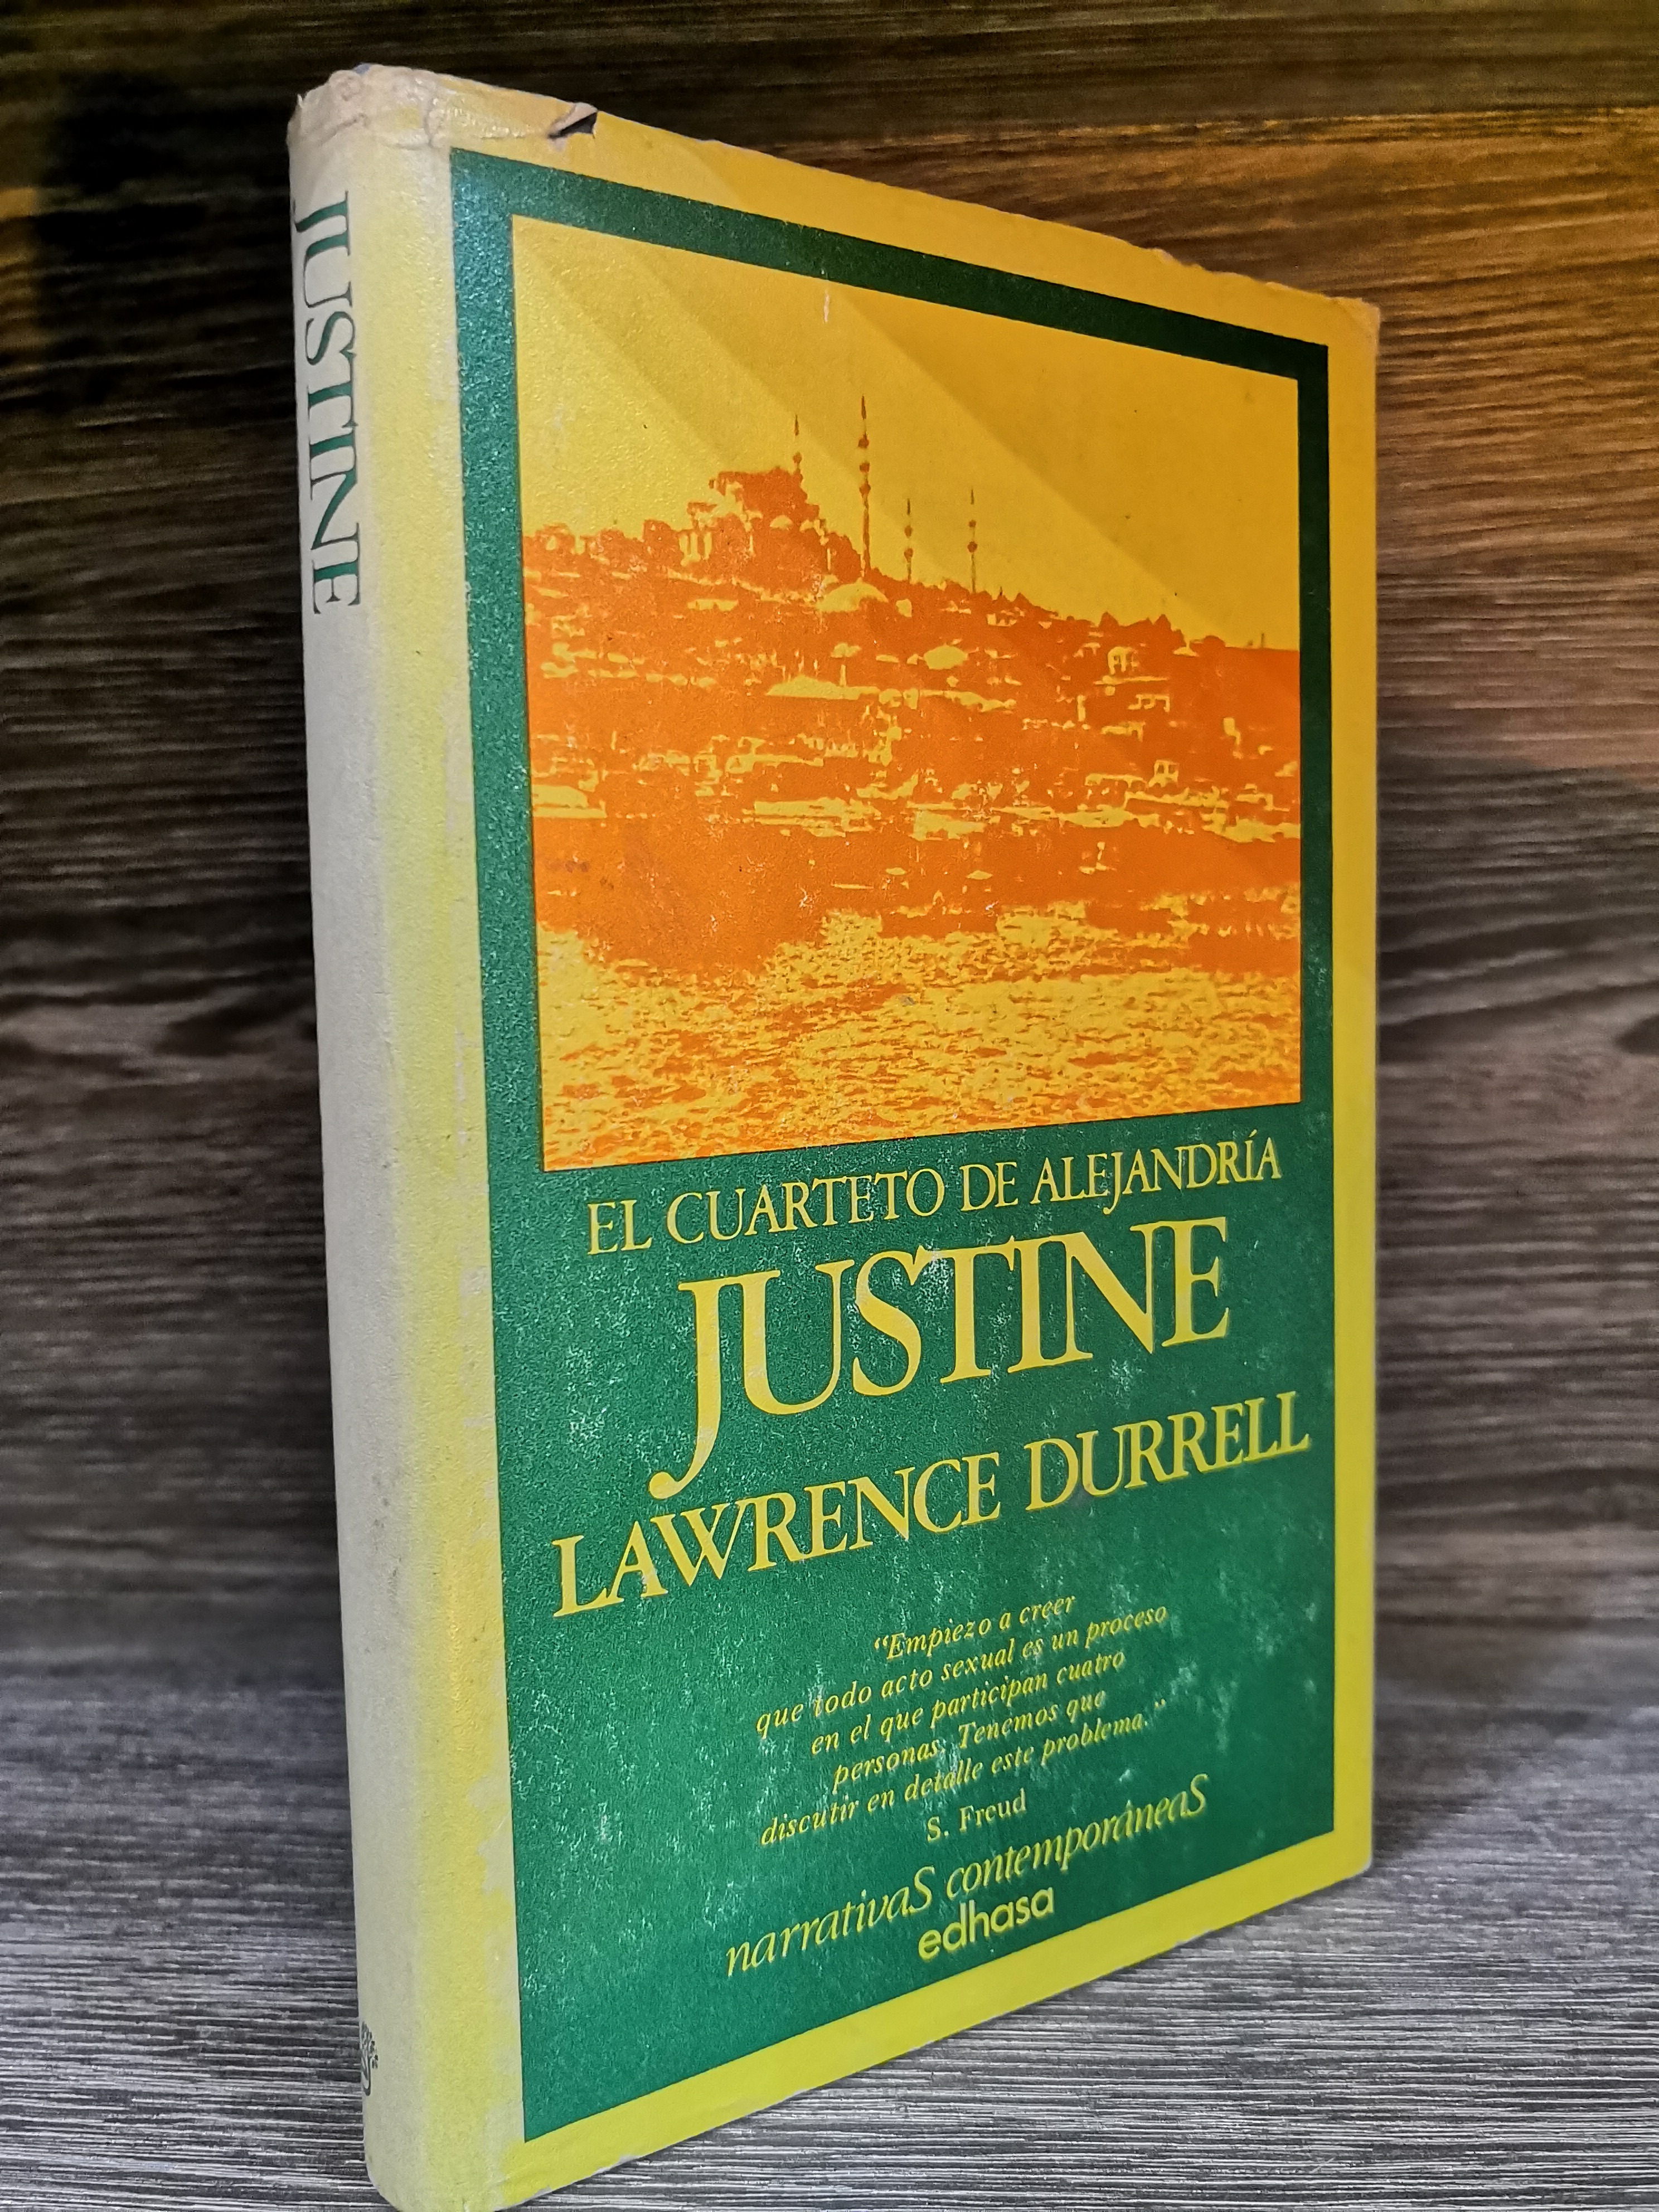 JUSTINE
EL CUARTETO DE ALEJANDRÍA
JUSTINE
LAWRENCE DURRELL
“Empiezo a creer
que todo acto sexual es un proceso
en el que participan cuatro
personas. Tenemos que
discutir en detalle este problema.”
S. Freud
narrativaS contemporáneaS
edhasa